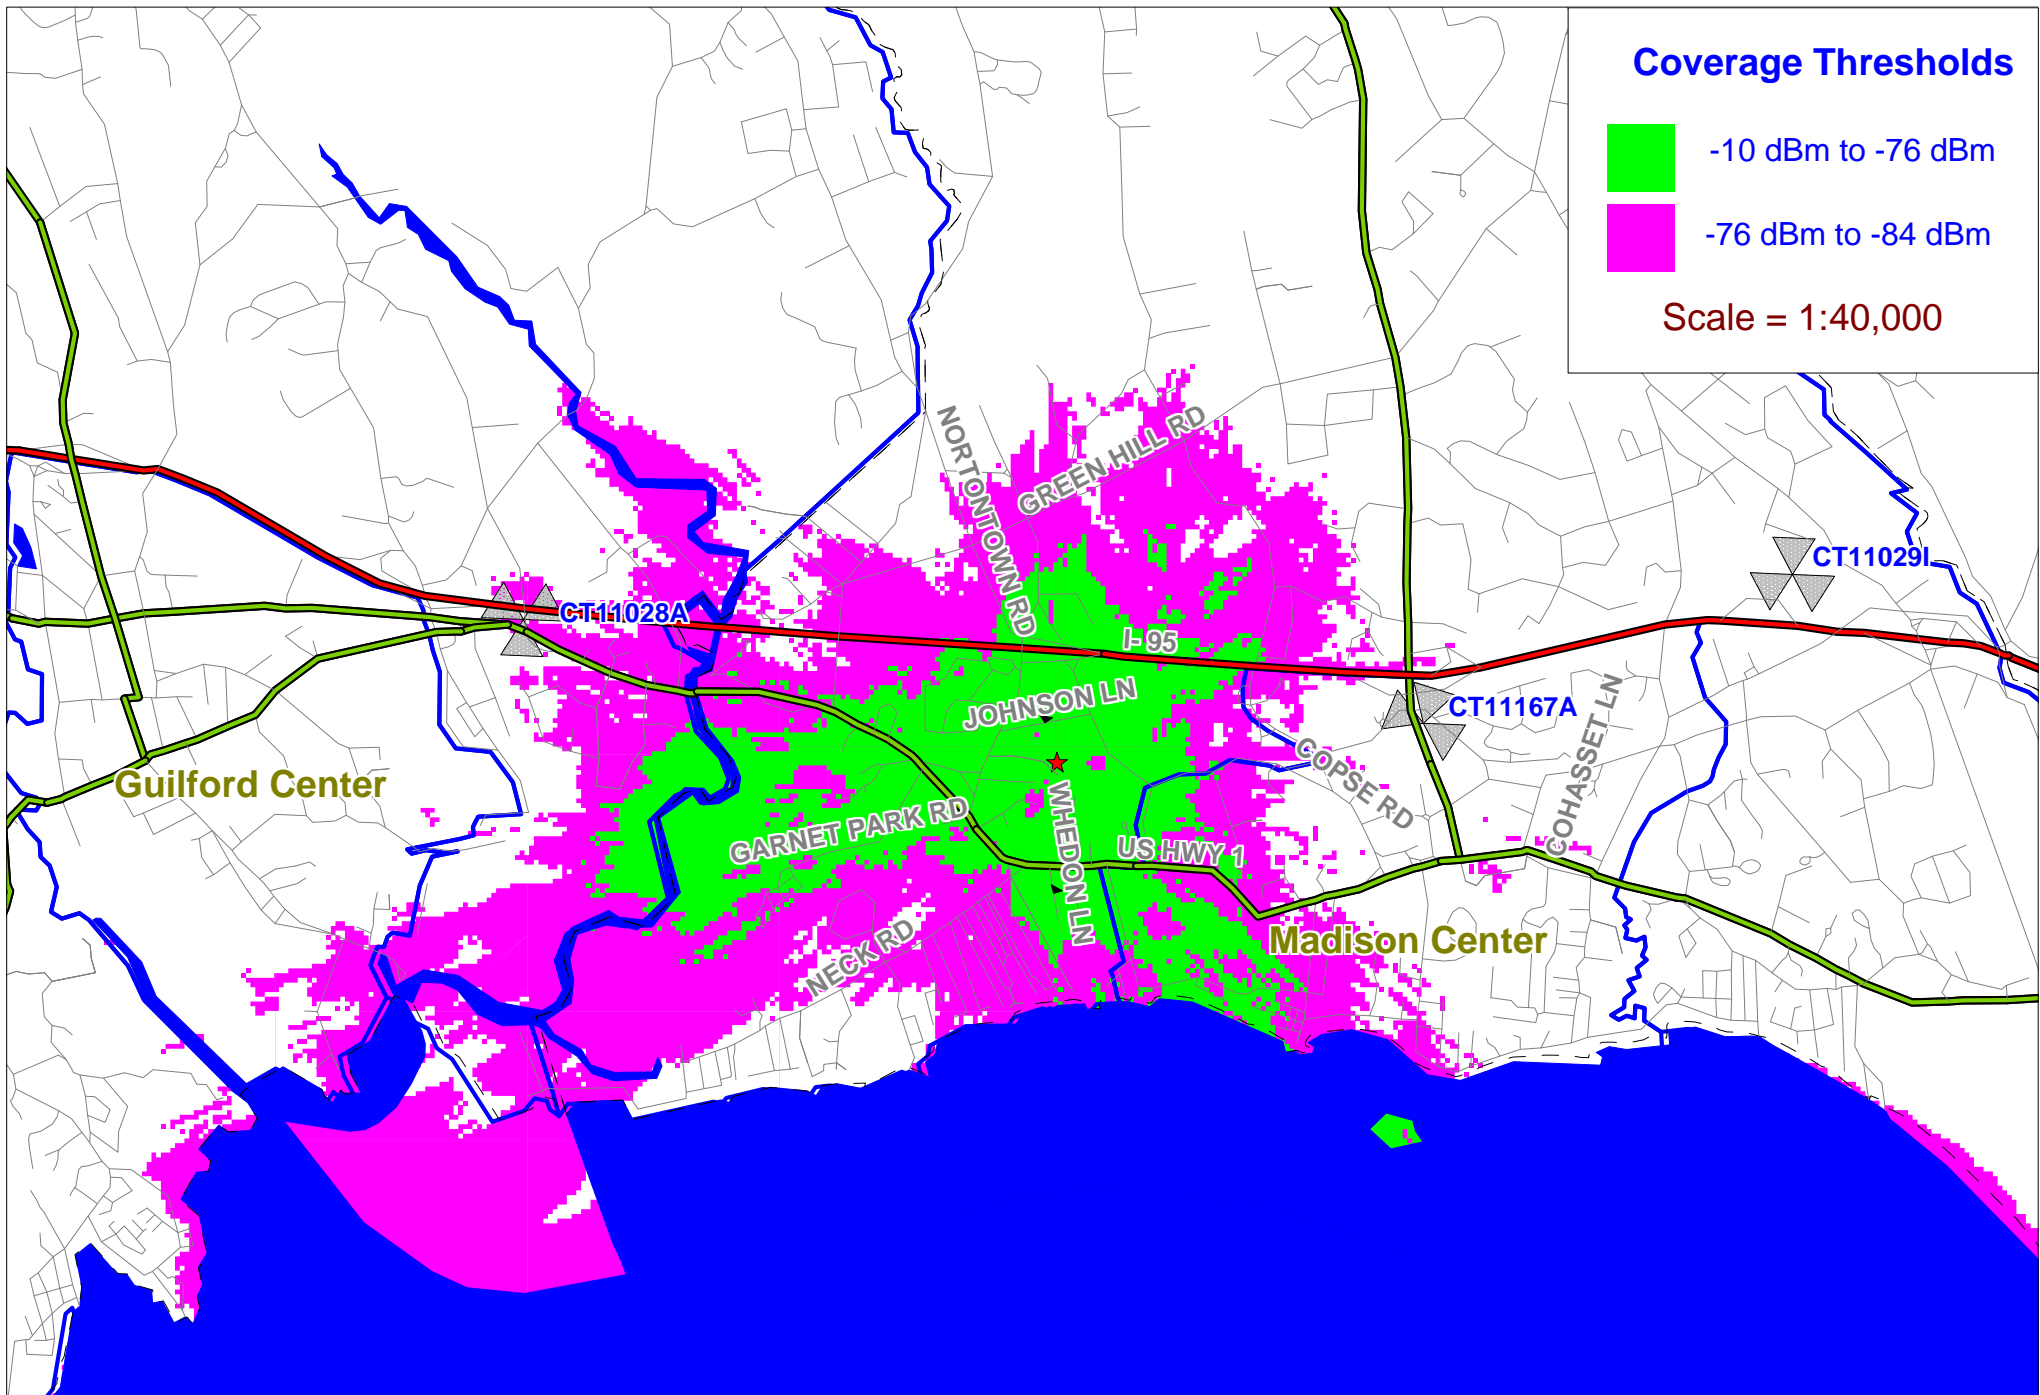 Coverage Thresholds
-10 dBm to -76 dBm
-76 dBm to -84 dBm
Scale = 1:40,000
NORTONTOWN RD
GREEN HILL RD
CT11029I
CT11028A
I- 95
JOHNSON LN
CT11167A
COHASSET LN
COPSE RD
Guilford Center
GARNET PARK RD
WHEDON LN
US HWY 1
NECK RD
Madison Center